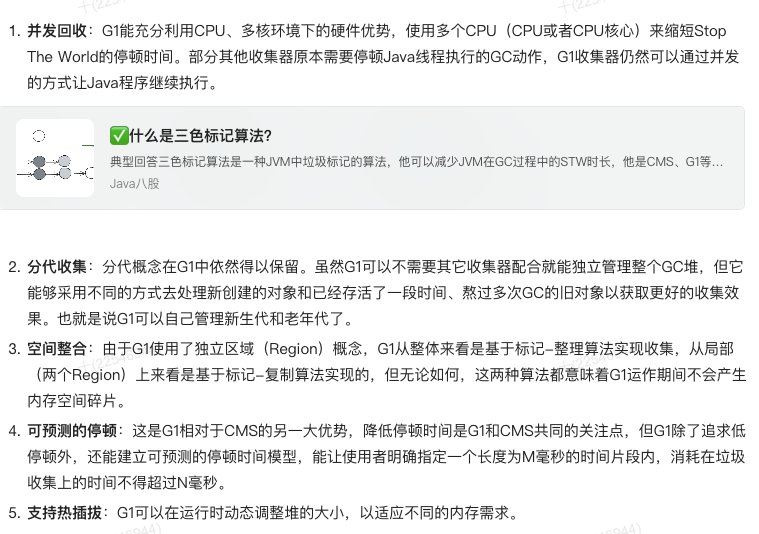 1. 并发回收：G1能充分利用CPU、多核环境下的硬件优势，使用多个CPU（CPU或者CPU核心）来缩短Stop
The World的停顿时间。部分其他收集器原本需要停顿Java线程执行的GC动作，G1收集器仍然可以通过并发
的方式让Java程序继续执行。
✅什么是三色标记算法?
典型回答三色标记算法是一种JVM中垃圾标记的算法，他可以减少JVM在GC过程中的STW时长，他是CMS、G1等…
Java八股
2. 分代收集：分代概念在G1中依然得以保留。虽然G1可以不需要其它收集器配合就能独立管理整个GC堆，但它
能够采用不同的方式去处理新创建的对象和已经存活了一段时间、熬过多次GC的旧对象以获取更好的收集效
果。也就是说G1可以自己管理新生代和老年代了。
3. 空间整合：由于G1使用了独立区域（Region）概念，G1从整体来看是基于标记-整理算法实现收集，从局部
（两个Region）上来看是基于标记-复制算法实现的，但无论如何，这两种算法都意味着G1运作期间不会产生
内存空间碎片。
4. 可预测的停顿：这是G1相对于CMS的另一大优势，降低停顿时间是G1和CMS共同的关注点，但G1除了追求低
停顿外，还能建立可预测的停顿时间模型，能让使用者明确指定一个长度为M毫秒的时间片段内，消耗在垃圾
收集上的时间不得超过N毫秒。
5. 支持热插拔：G1可以在运行时动态调整堆的大小，以适应不同的内存需求。